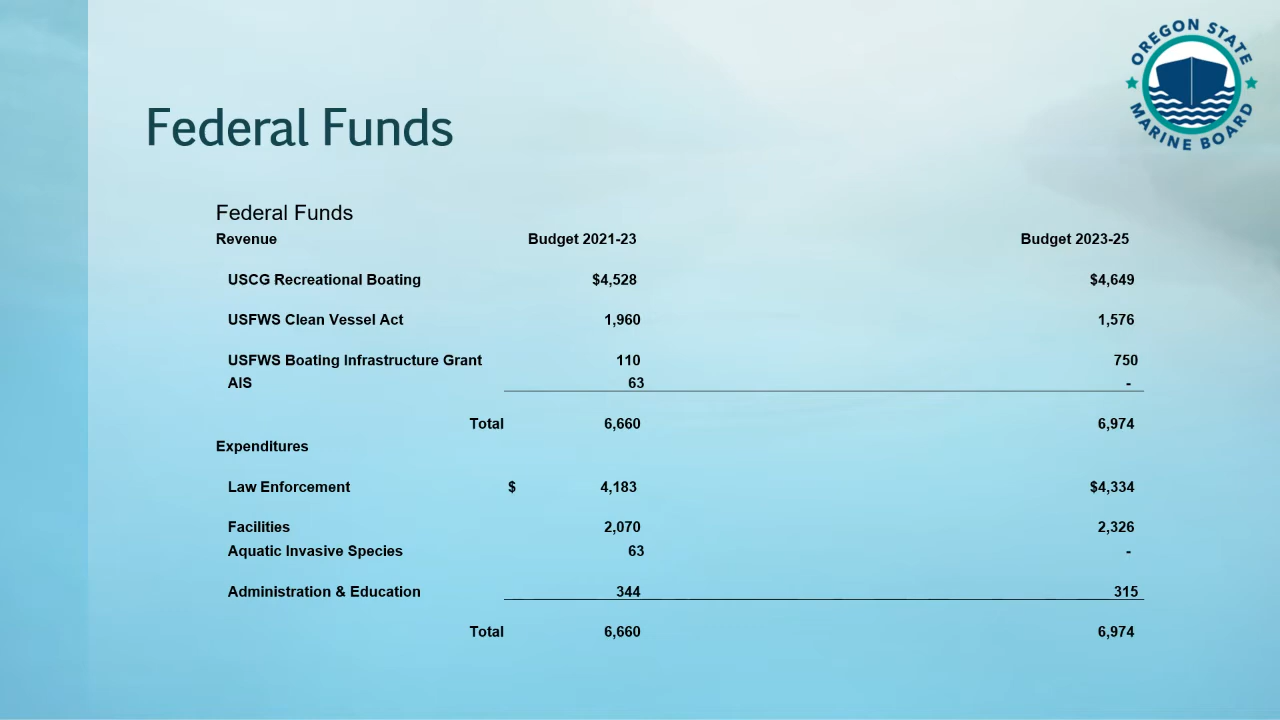 OREGON STATE
MARINE BOARD
Federal Funds
Federal Funds
Revenue Budget 2021-23 Budget 2023-25
USCG Recreational Boating $4,528 $4,649
USFWS Clean Vessel Act 1,960 1,576
USFWS Boating Infrastructure Grant 110 750
AIS 63 -
Total 6,660 6,974
Expenditures
Law Enforcement $ 4,183 $4,334
Facilities 2,070 2,326
Aquatic Invasive Species 63 -
Administration & Education 344 315
Total 6,660 6,974